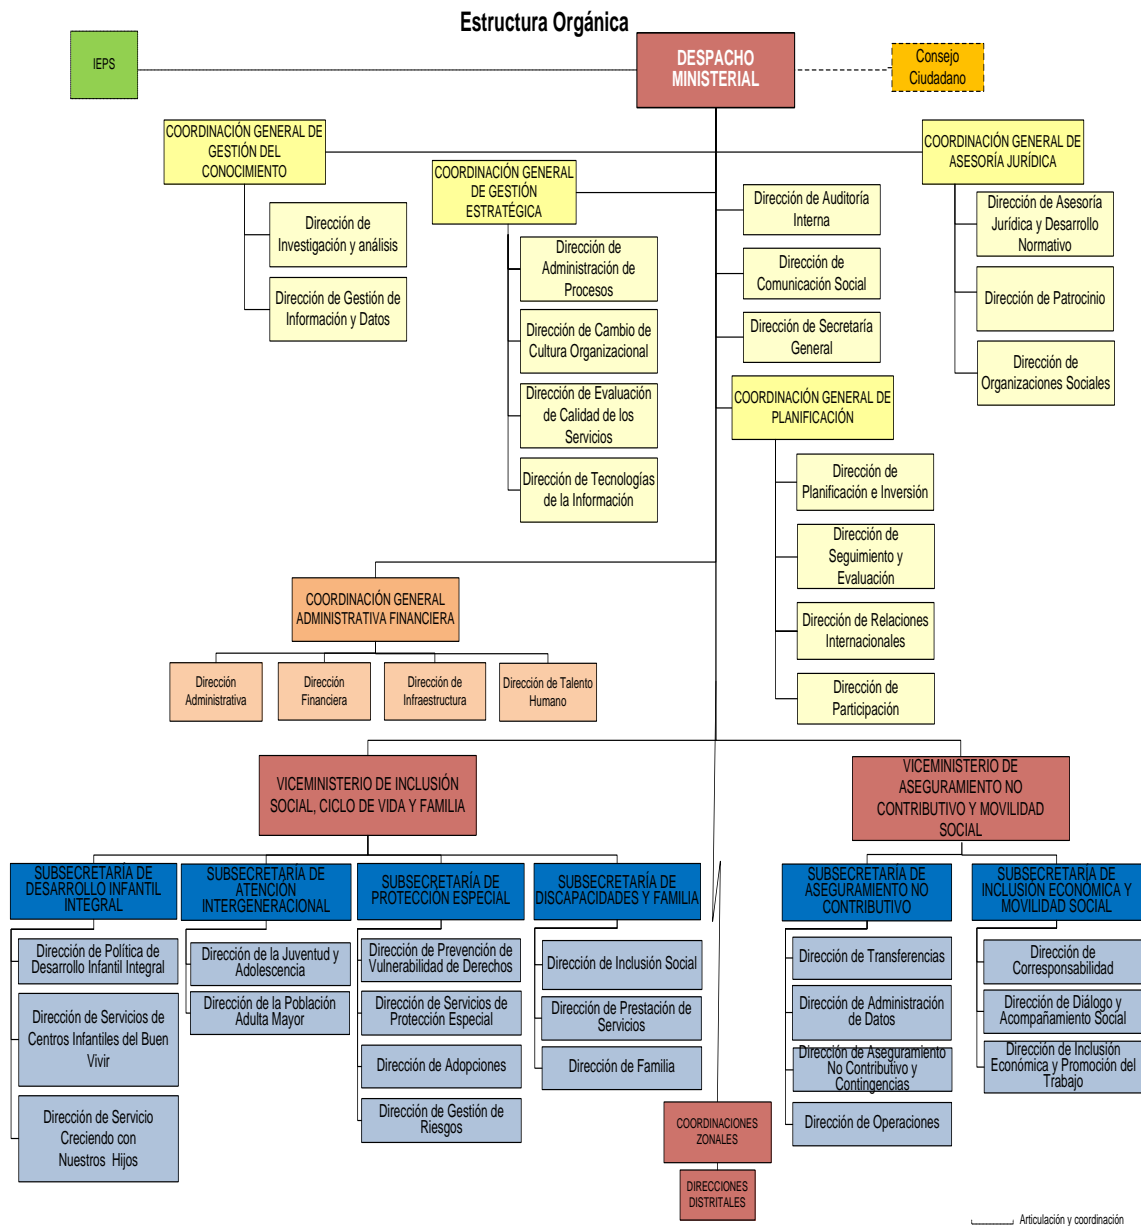 Estructura Orgánica
IEPS
DESPACHO
MINISTERIAL
Consejo
Ciudadano
COORDINACIÓN GENERAL DE
GESTIÓN DEL
CONOCIMIENTO
Dirección de
Investigación y análisis
Dirección de Gestión de
Información y Datos
COORDINACIÓN GENERAL
DE GESTIÓN
ESTRATÉGICA
Dirección de
Administración de
Procesos
Dirección de Cambio de
Cultura Organizacional
Dirección de Evaluación
de Calidad de los
Servicios
Dirección de Tecnologías
de la Información
Dirección de Auditoría
Interna
Dirección de
Comunicación Social
Dirección de Secretaría
General
COORDINACIÓN GENERAL DE
ASESORÍA JURÍDICA
Dirección de Asesoría
Jurídica y Desarrollo
Normativo
Dirección de Patrocinio
Dirección de
Organizaciones Sociales
COORDINACIÓN GENERAL DE
PLANIFICACIÓN
Dirección de
Planificación e Inversión
Dirección de
Seguimiento y
Evaluación
Dirección de Relaciones
Internacionales
Dirección de
Participación
COORDINACIÓN GENERAL
ADMINISTRATIVA FINANCIERA
Dirección
Administrativa
Dirección
Financiera
Dirección de
Infraestructura
Dirección de Talento
Humano
VICEMINISTERIO DE INCLUSIÓN
SOCIAL, CICLO DE VIDA Y FAMILIA
VICEMINISTERIO DE
ASEGURAMIENTO NO
CONTRIBUTIVO Y MOVILIDAD
SOCIAL
SUBSECRETARÍA DE
DESARROLLO INFANTIL
INTEGRAL
Dirección de Política de
Desarrollo Infantil Integral
Dirección de Servicios de
Centros Infantiles del Buen
Vivir
Dirección de Servicio
Creciendo con
Nuestros Hijos
SUBSECRETARÍA DE
ATENCIÓN
INTERGENERACIONAL
Dirección de la Juventud y
Adolescencia
Dirección de la Población
Adulta Mayor
SUBSECRETARÍA DE
PROTECCIÓN ESPECIAL
Dirección de Prevención de
Vulnerabilidad de Derechos
Dirección de Servicios de
Protección Especial
Dirección de Adopciones
Dirección de Gestión de
Riesgos
SUBSECRETARÍA DE
DISCAPACIDADES Y FAMILIA
Dirección de Inclusión Social
Dirección de Prestación de
Servicios
Dirección de Familia
COORDINACIONES
ZONALES
DIRECCIONES
DISTRITALES
SUBSECRETARÍA DE
ASEGURAMIENTO NO
CONTRIBUTIVO
Dirección de Transferencias
Dirección de Administración
de Datos
Dirección de Aseguramiento
No Contributivo y
Contingencias
Dirección de Operaciones
SUBSECRETARÍA DE
INCLUSIÓN ECONÓMICA Y
MOVILIDAD SOCIAL
Dirección de
Corresponsabilidad
Dirección de Diálogo y
Acompañamiento Social
Dirección de Inclusión
Económica y Promoción del
Trabajo
Articulación y coordinación